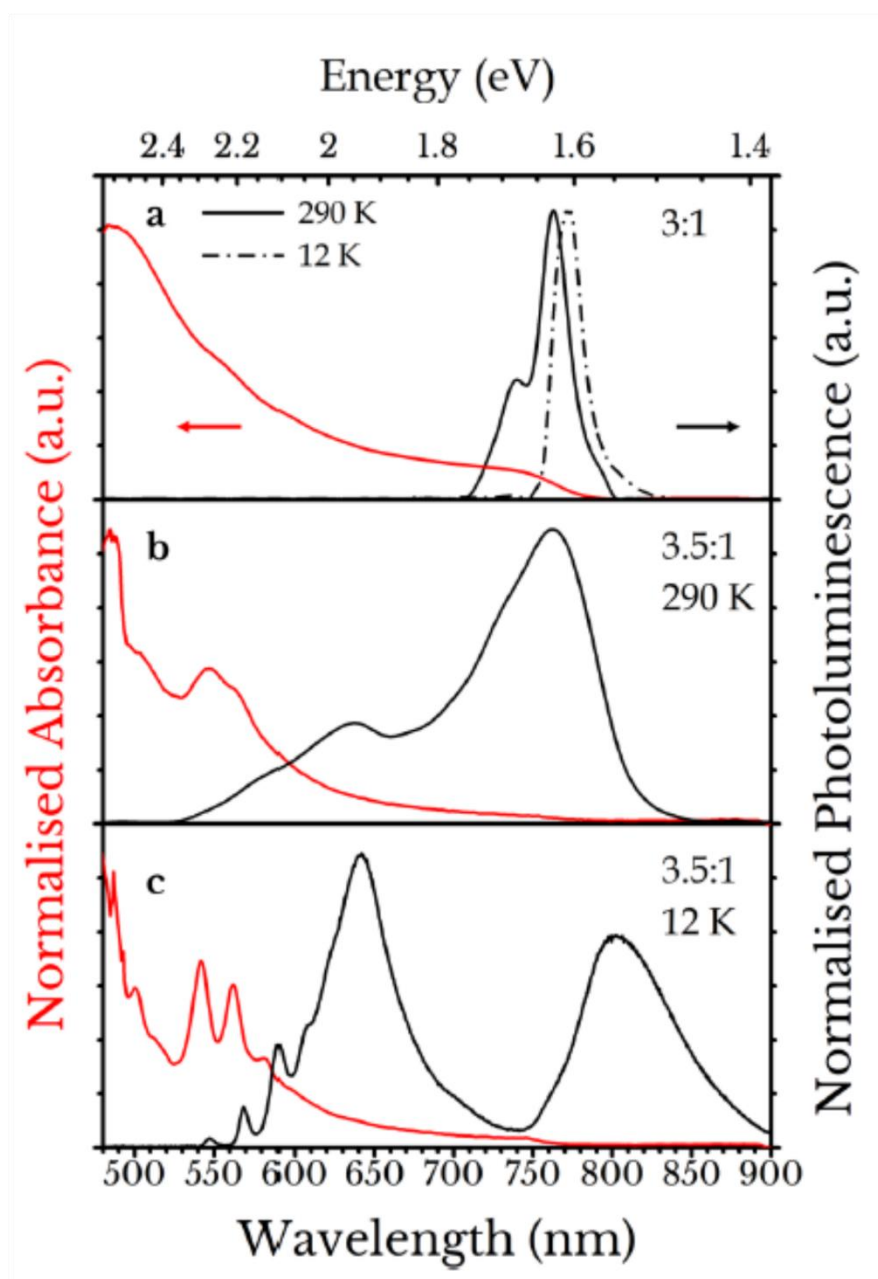 Energy (eV)
2.4 2.2 2 1.8 1.6 1.4
a 290 K 3:1
12 K
b 3.5:1
290 K
c 3.5:1
12 K
Normalised Absorbance (a.u.)
Normalised Photoluminescence (a.u.)
500 550 600 650 700 750 800 850 900
Wavelength (nm)